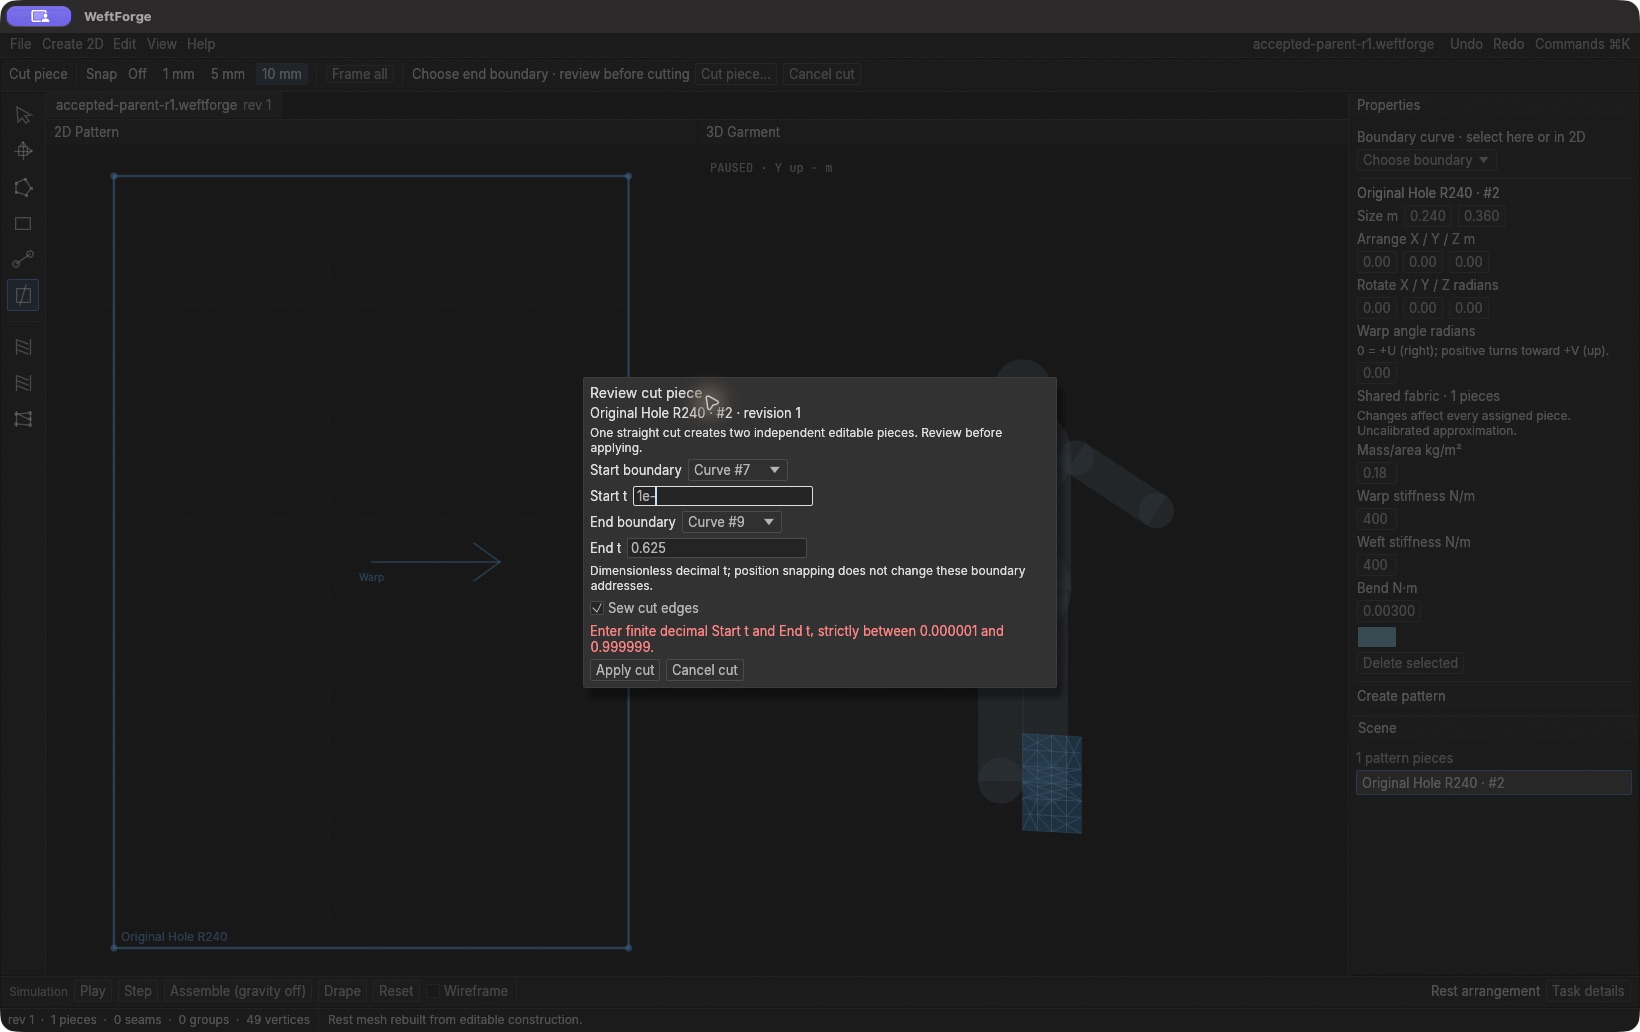 WeftForge
File Create 2D Edit View Help
accepted-parent-r1.weftforge Undo Redo Commands ⌘K
Cut piece Snap Off 1 mm 5 mm 10 mm Frame all Choose end boundary · review before cutting Cut piece... Cancel cut
accepted-parent-r1.weftforge rev 1
2D Pattern
3D Garment
PAUSED · Y up · m
Warp
Original Hole R240
Review cut piece
Original Hole R240 · #2 · revision 1
One straight cut creates two independent editable pieces. Review before
applying.
Start boundary Curve #7
Start t 1e-
End boundary Curve #9
End t 0.625
Dimensionless decimal t; position snapping does not change these boundary
addresses.
Sew cut edges
Enter finite decimal Start t and End t, strictly between 0.000001 and
0.999999.
Apply cut Cancel cut
Properties
Boundary curve · select here or in 2D
Choose boundary
Original Hole R240 · #2
Size m 0.240 0.360
Arrange X / Y / Z m
0.00 0.00 0.00
Rotate X / Y / Z radians
0.00 0.00 0.00
Warp angle radians
0 = +U (right); positive turns toward +V (up).
0.00
Shared fabric · 1 pieces
Changes affect every assigned piece.
Uncalibrated approximation.
Mass/area kg/m²
0.18
Warp stiffness N/m
400
Weft stiffness N/m
400
Bend N·m
0.00300
Delete selected
Create pattern
Scene
1 pattern pieces
Original Hole R240 · #2
Simulation Play Step Assemble (gravity off) Drape Reset Wireframe
Rest arrangement Task details
rev 1 · 1 pieces · 0 seams · 0 groups · 49 vertices Rest mesh rebuilt from editable construction.